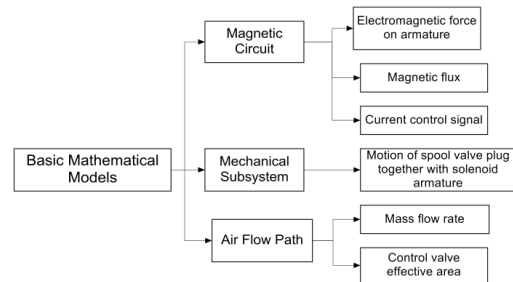 Basic Mathematical
Models
Magnetic
Circuit
Mechanical
Subsystem
Air Flow Path
Electromagnetic force
on armature
Magnetic flux
Current control signal
Motion of spool valve plug
together with solenoid
armature
Mass flow rate
Control valve
effective area